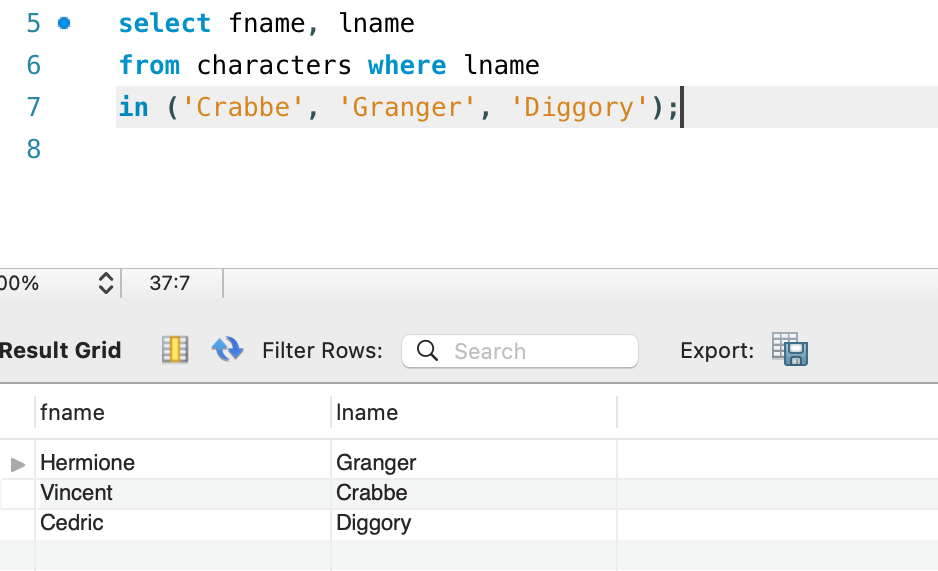 5 select fname, lname
6 from characters where lname
7 in ('Crabbe', 'Granger', 'Diggory');
8
00% 37:7
Result Grid Filter Rows: Search Export:
fname lname
Hermione Granger
Vincent Crabbe
Cedric Diggory